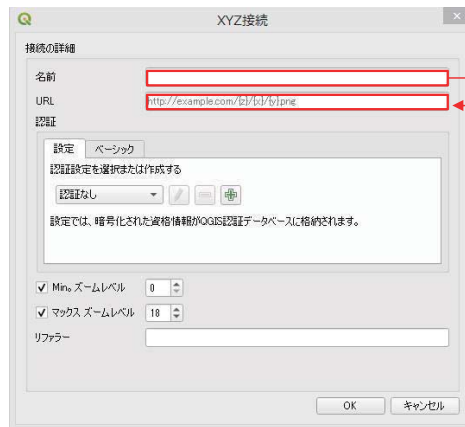 XYZ接続
接続の詳細
名前
URL
http://example.com/{z}/{x}/{y}.png
認証
設定 ベーシック
認証設定を選択または作成する
認証なし
設定では、暗号化された資格情報がQGIS認証データベースに格納されます。
Min。ズームレベル 0
マックス ズームレベル 18
リファラー
OK キャンセル